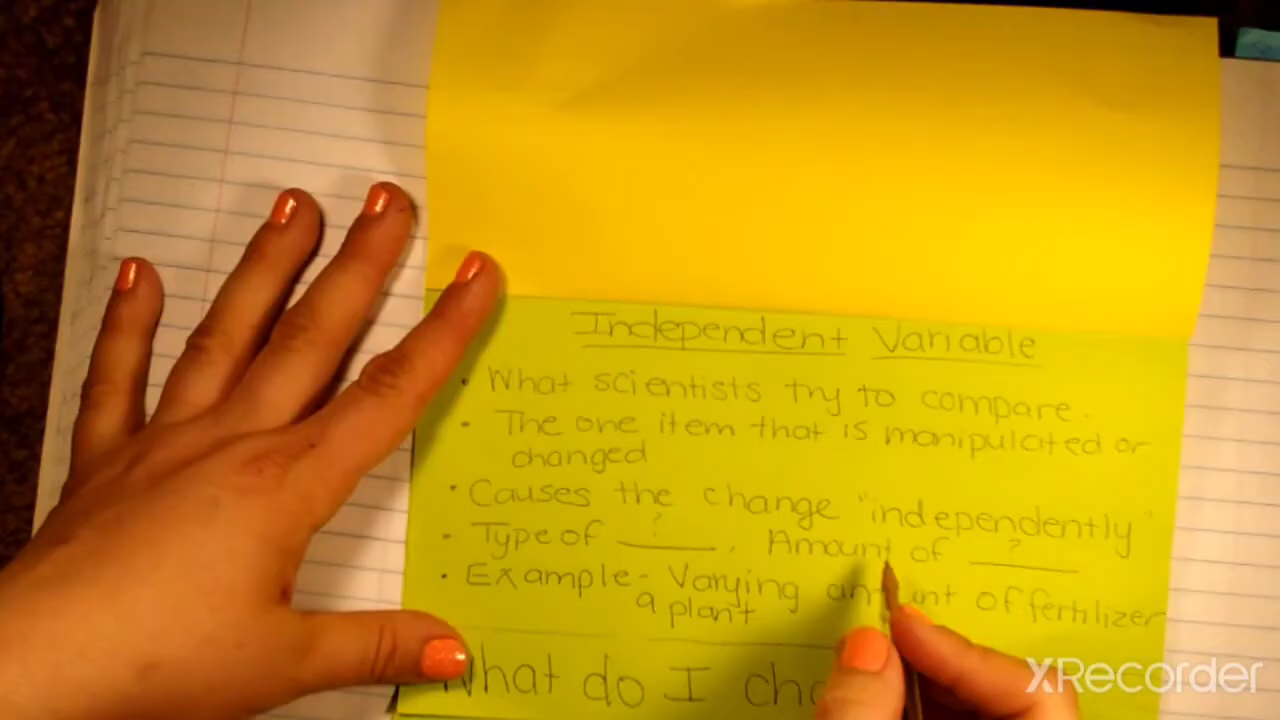 Independent Variable
• What scientists try to compare.
• The one item that is manipulated or
changed
• Causes the change "independently"
• Type of ___?___. Amount of ___?___
• Example - Varying amount of fertilizer
a plant
What do I
XRecorder